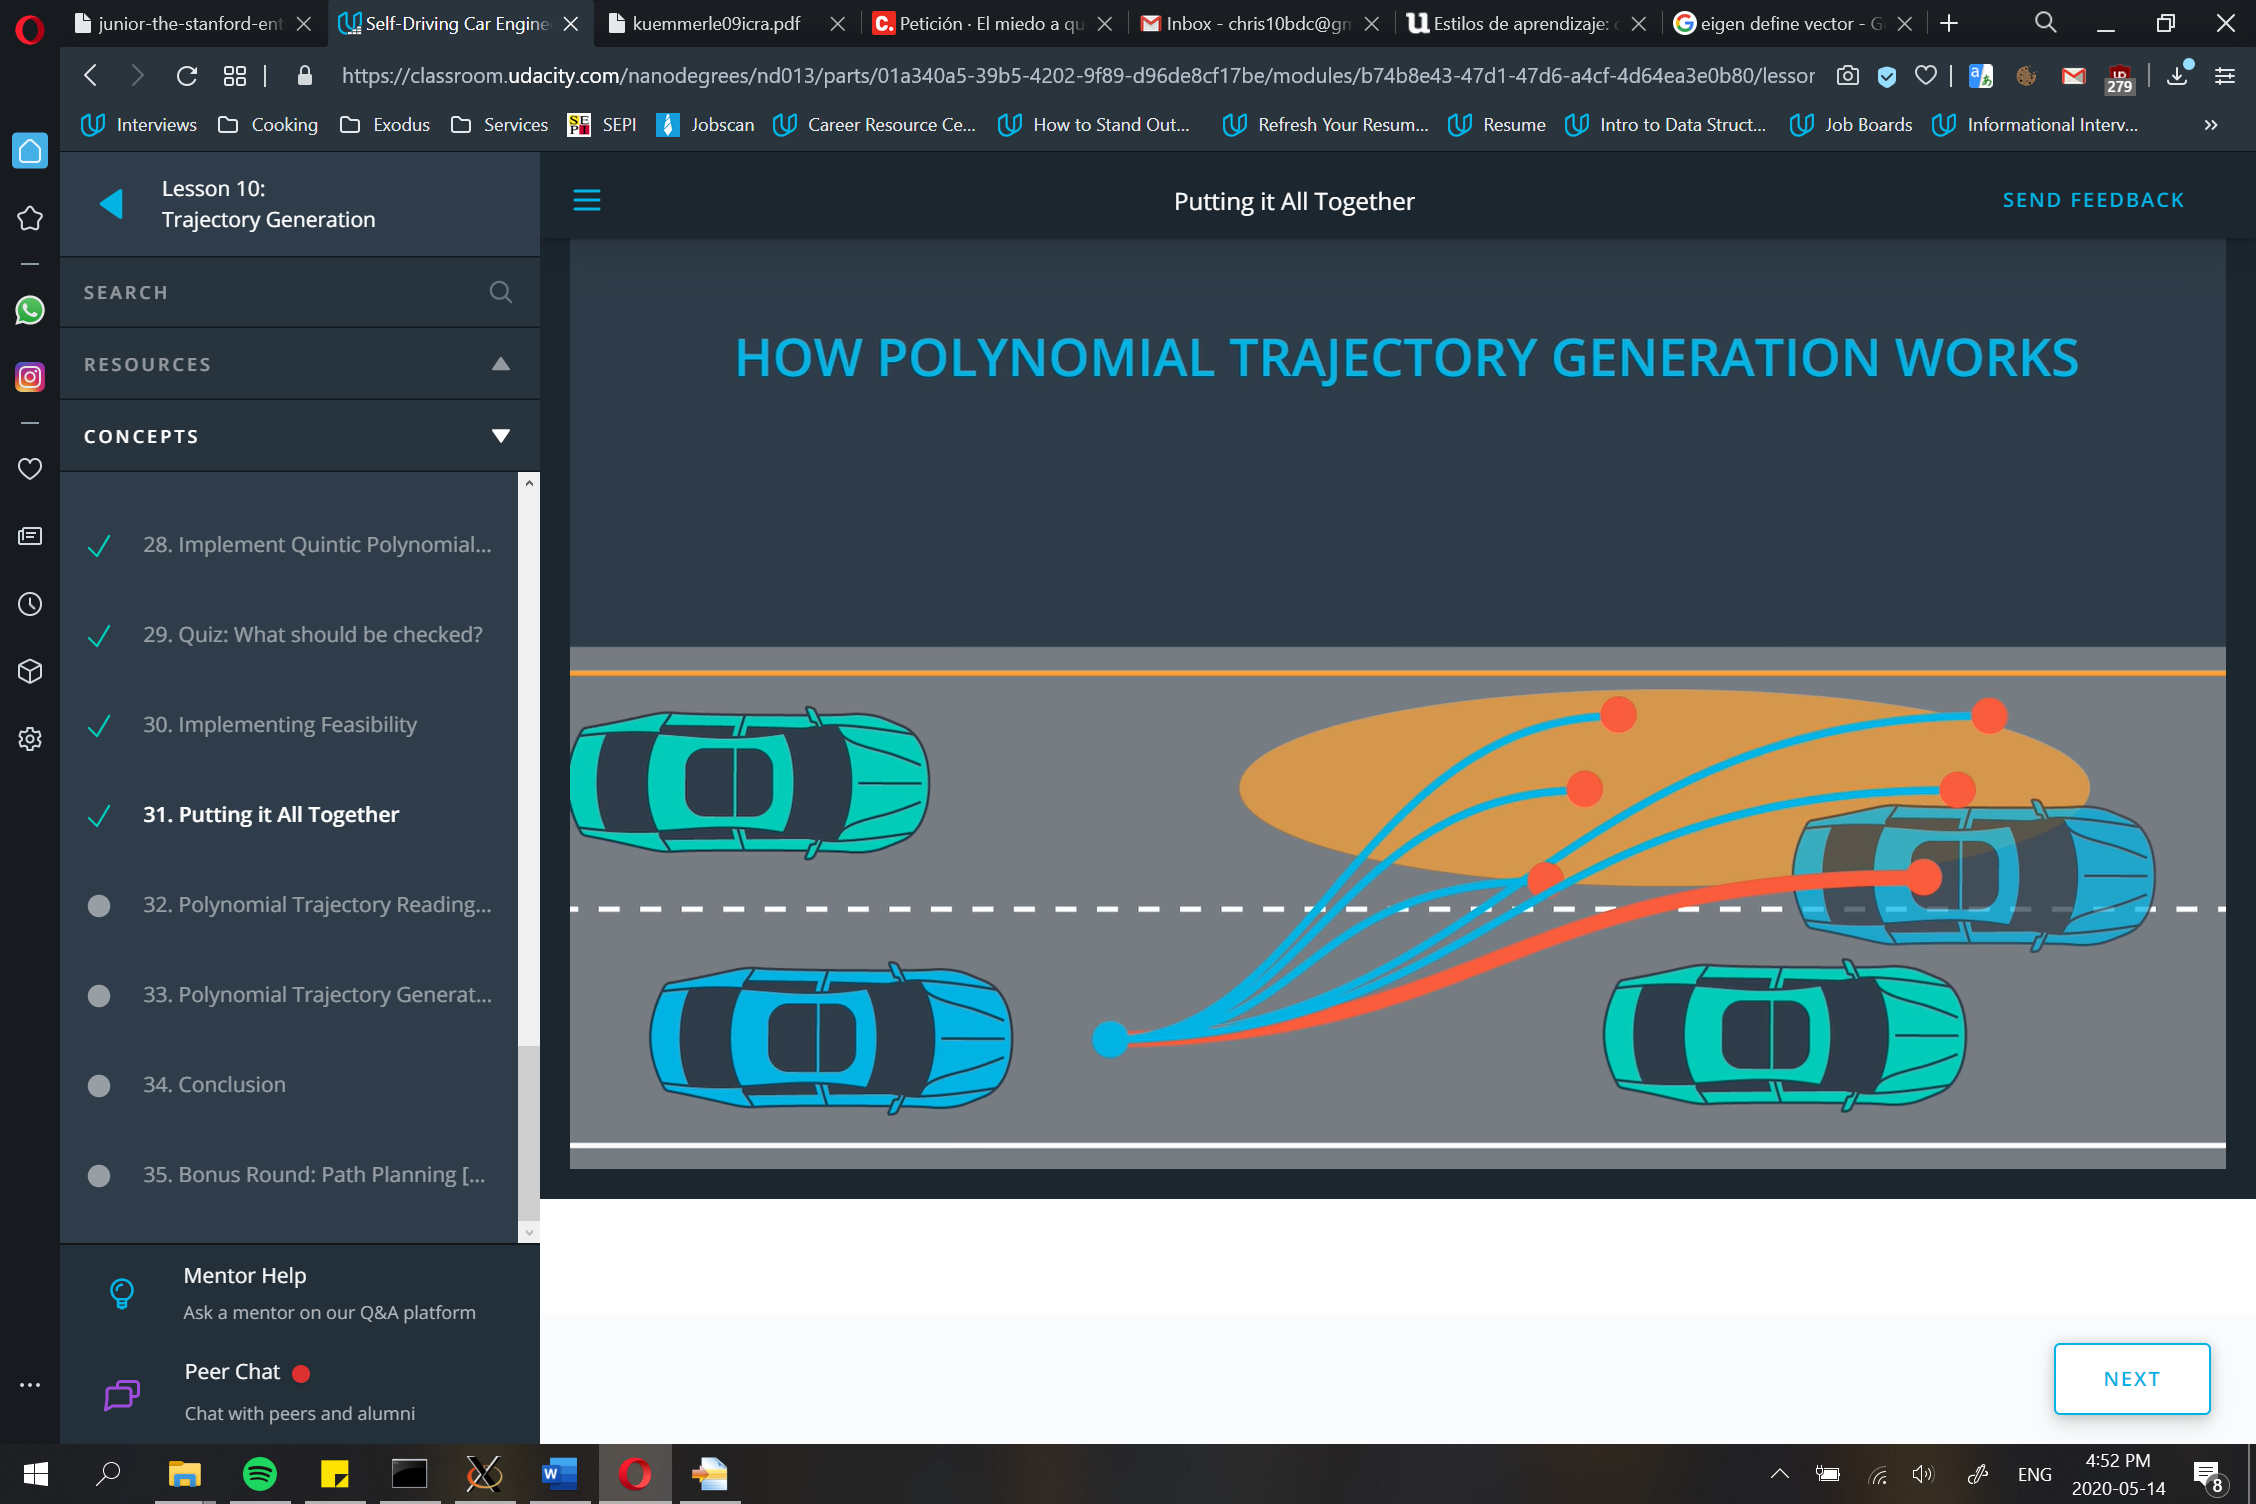 junior-the-stanford-ent
Self-Driving Car Enginee
kuemmerle09icra.pdf
Petición · El miedo a qu
Inbox - chris10bdc@gm
Estilos de aprendizaje: c
eigen define vector - G
https://classroom.udacity.com/nanodegrees/nd013/parts/01a340a5-39b5-4202-9f89-d96de8cf17be/modules/b74b8e43-47d1-47d6-a4cf-4d64ea3e0b80/lessor
279
Interviews
Cooking
Exodus
Services
SEPI
Jobscan
Career Resource Ce...
How to Stand Out...
Refresh Your Resum...
Resume
Intro to Data Struct...
Job Boards
Informational Interv...
Lesson 10:
Trajectory Generation
Putting it All Together
SEND FEEDBACK
SEARCH
RESOURCES
CONCEPTS
28. Implement Quintic Polynomial...
29. Quiz: What should be checked?
30. Implementing Feasibility
31. Putting it All Together
32. Polynomial Trajectory Reading...
33. Polynomial Trajectory Generat...
34. Conclusion
35. Bonus Round: Path Planning [...
HOW POLYNOMIAL TRAJECTORY GENERATION WORKS
Mentor Help
Ask a mentor on our Q&A platform
Peer Chat
Chat with peers and alumni
NEXT
ENG
4:52 PM
2020-05-14
8